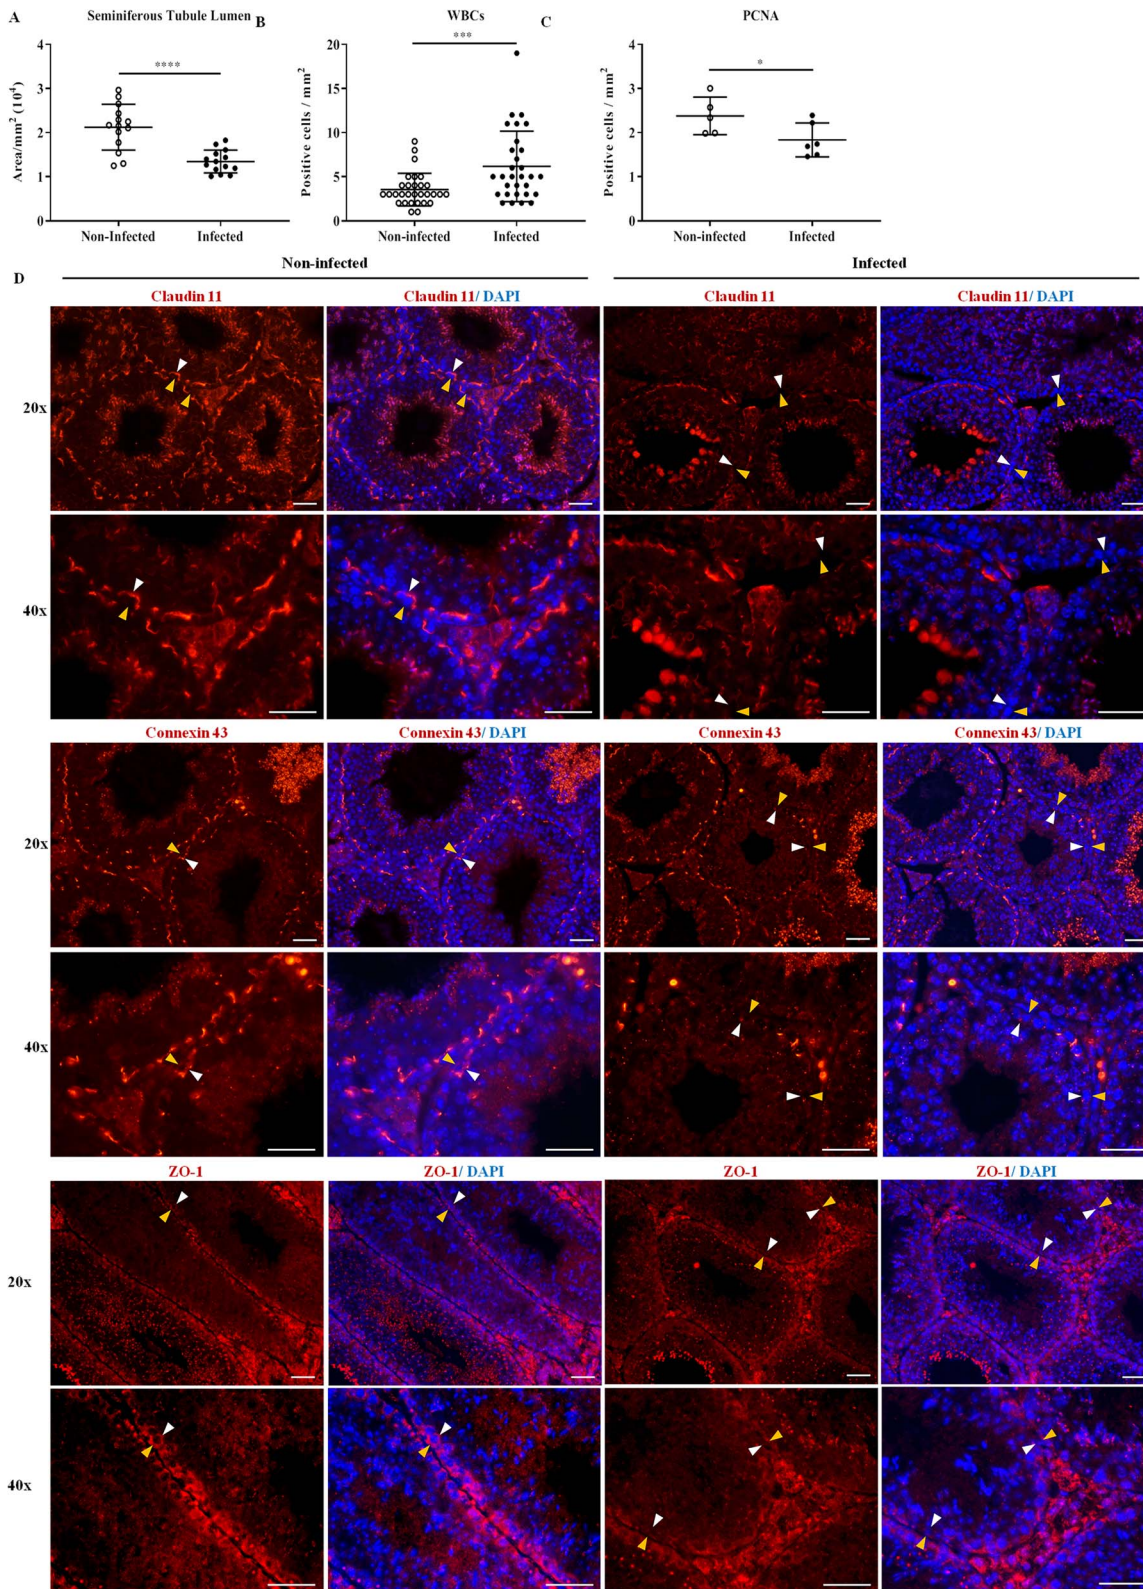 A
Seminiferous Tubule Lumen
B
WBCs
C
PCNA
Area/mm² (10⁴)
4
3
2
1
0
****
Non-Infected
Infected
Positive cells / mm²
20
15
10
5
0
***
Non-infected
Infected
Positive cells / mm²
4
3
2
1
0
*
Non-infected
Infected
D
Non-infected
Infected
Claudin 11
Claudin 11/ DAPI
Claudin 11
Claudin 11/ DAPI
20x
40x
Connexin 43
Connexin 43/ DAPI
Connexin 43
Connexin 43/ DAPI
20x
40x
ZO-1
ZO-1/ DAPI
ZO-1
ZO-1/ DAPI
20x
40x